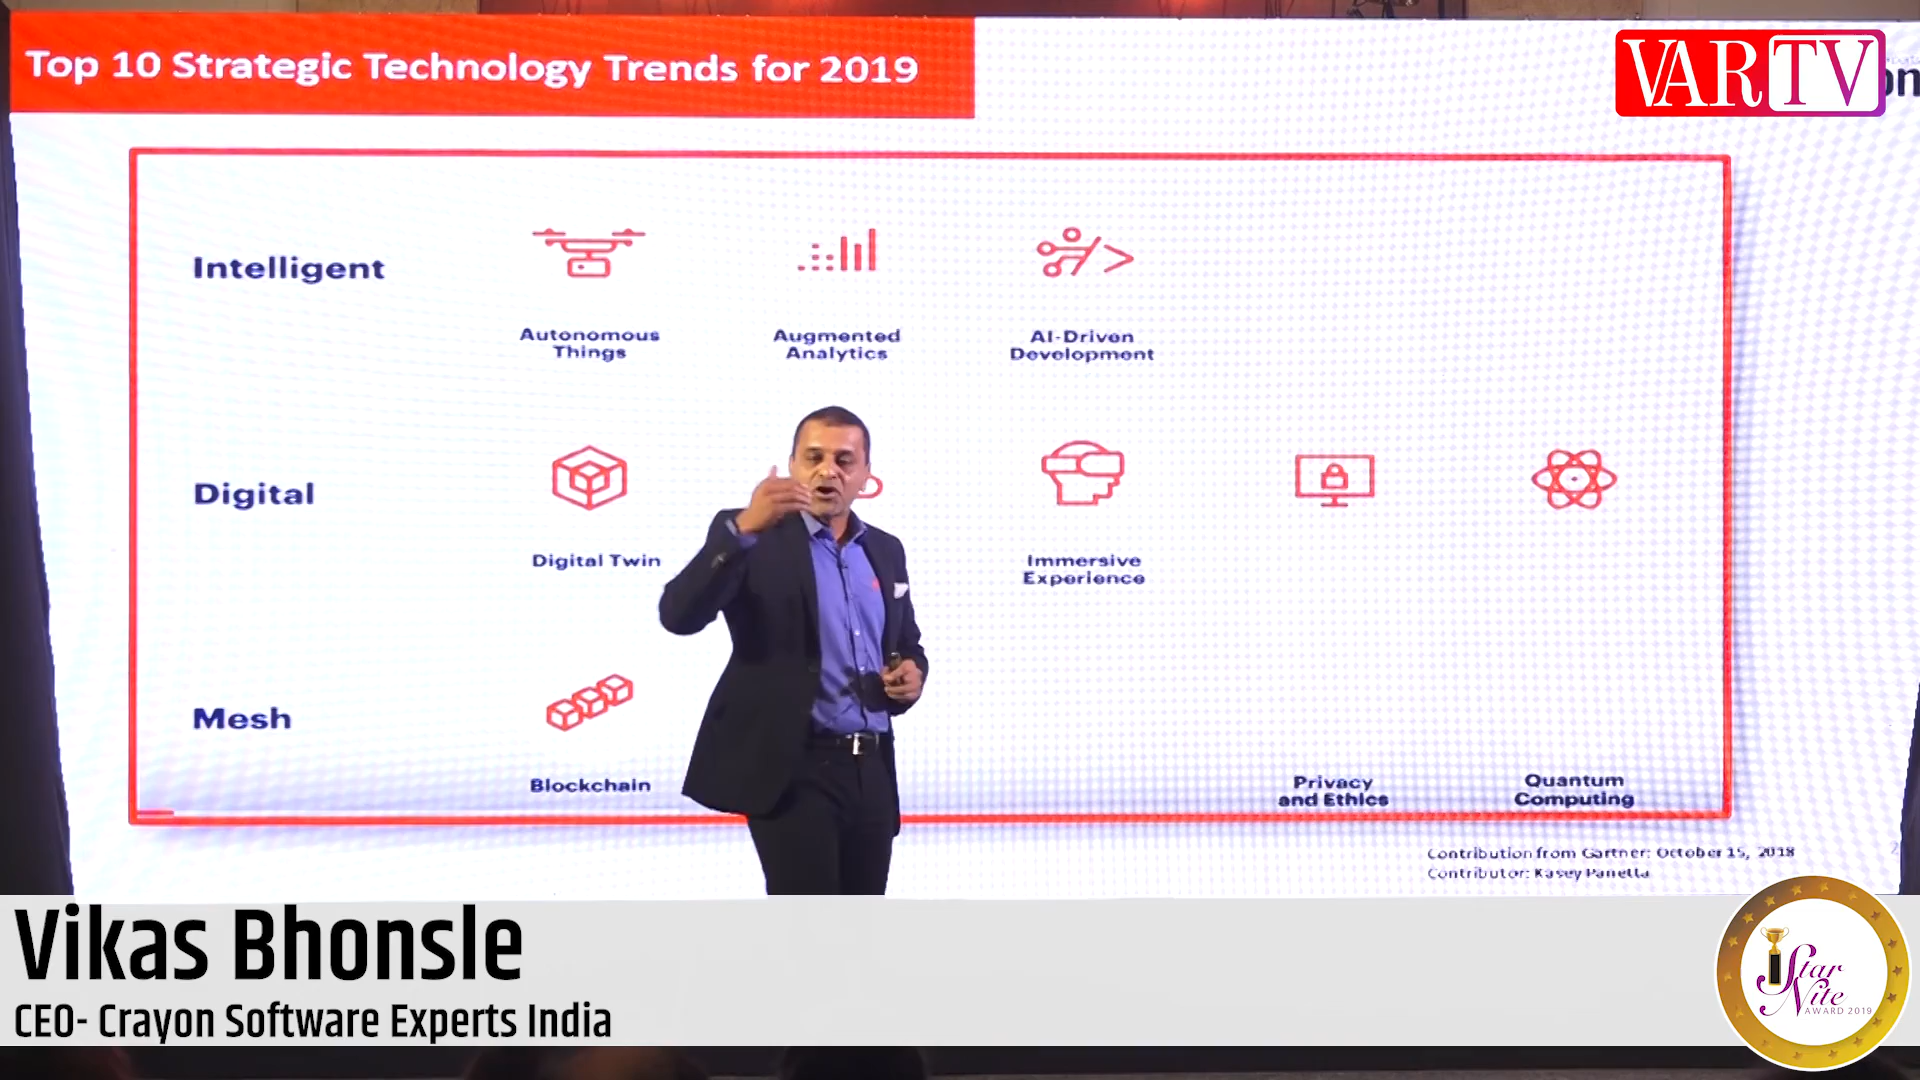 Top 10 Strategic Technology Trends for 2019
VARTV
on
Intelligent
Autonomous
Things
Augmented
Analytics
AI-Driven
Development
Digital
Digital Twin
Immersive
Experience
Mesh
Blockchain
Privacy
and Ethics
Quantum
Computing
Contribution from Gartner: October 15, 2018
Contributor: Kasey Panetta
Vikas Bhonsle
CEO- Crayon Software Experts India
Star
Nite
AWARD 2019